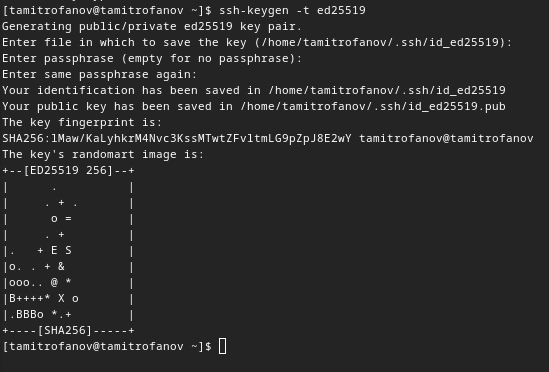 [tamitrofanov@tamitrofanov ~]$ ssh-keygen -t ed25519
Generating public/private ed25519 key pair.
Enter file in which to save the key (/home/tamitrofanov/.ssh/id_ed25519):
Enter passphrase (empty for no passphrase):
Enter same passphrase again:
Your identification has been saved in /home/tamitrofanov/.ssh/id_ed25519
Your public key has been saved in /home/tamitrofanov/.ssh/id_ed25519.pub
The key fingerprint is:
SHA256:lMaw/KaLyhkrM4Nvc3KssMTwtZFvltmLG9pZpJ8E2wY tamitrofanov@tamitrofanov
The key's randomart image is:
+--[ED25519 256]--+
|      .          |
|     . + .       |
|      o =        |
|     . +         |
|.   + E S        |
|o. . + &         |
|ooo.. @ *        |
|B++++* X o       |
|.BBBo *.+        |
+----[SHA256]-----+
[tamitrofanov@tamitrofanov ~]$